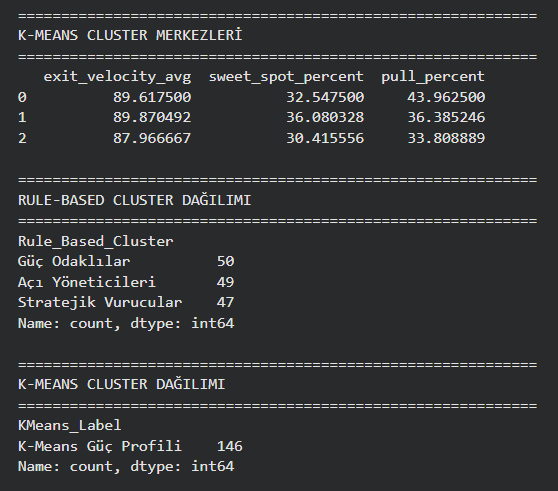 ============================================================
K-MEANS CLUSTER MERKEZLERİ
============================================================
   exit_velocity_avg  sweet_spot_percent  pull_percent
0          89.617500           32.547500     43.962500
1          89.870492           36.080328     36.385246
2          87.966667           30.415556     33.808889
============================================================
RULE-BASED CLUSTER DAĞILIMI
============================================================
Rule_Based_Cluster
Güç Odaklılar          50
Açı Yöneticileri       49
Stratejik Vurucular    47
Name: count, dtype: int64
============================================================
K-MEANS CLUSTER DAĞILIMI
============================================================
KMeans_Label
K-Means Güç Profili    146
Name: count, dtype: int64